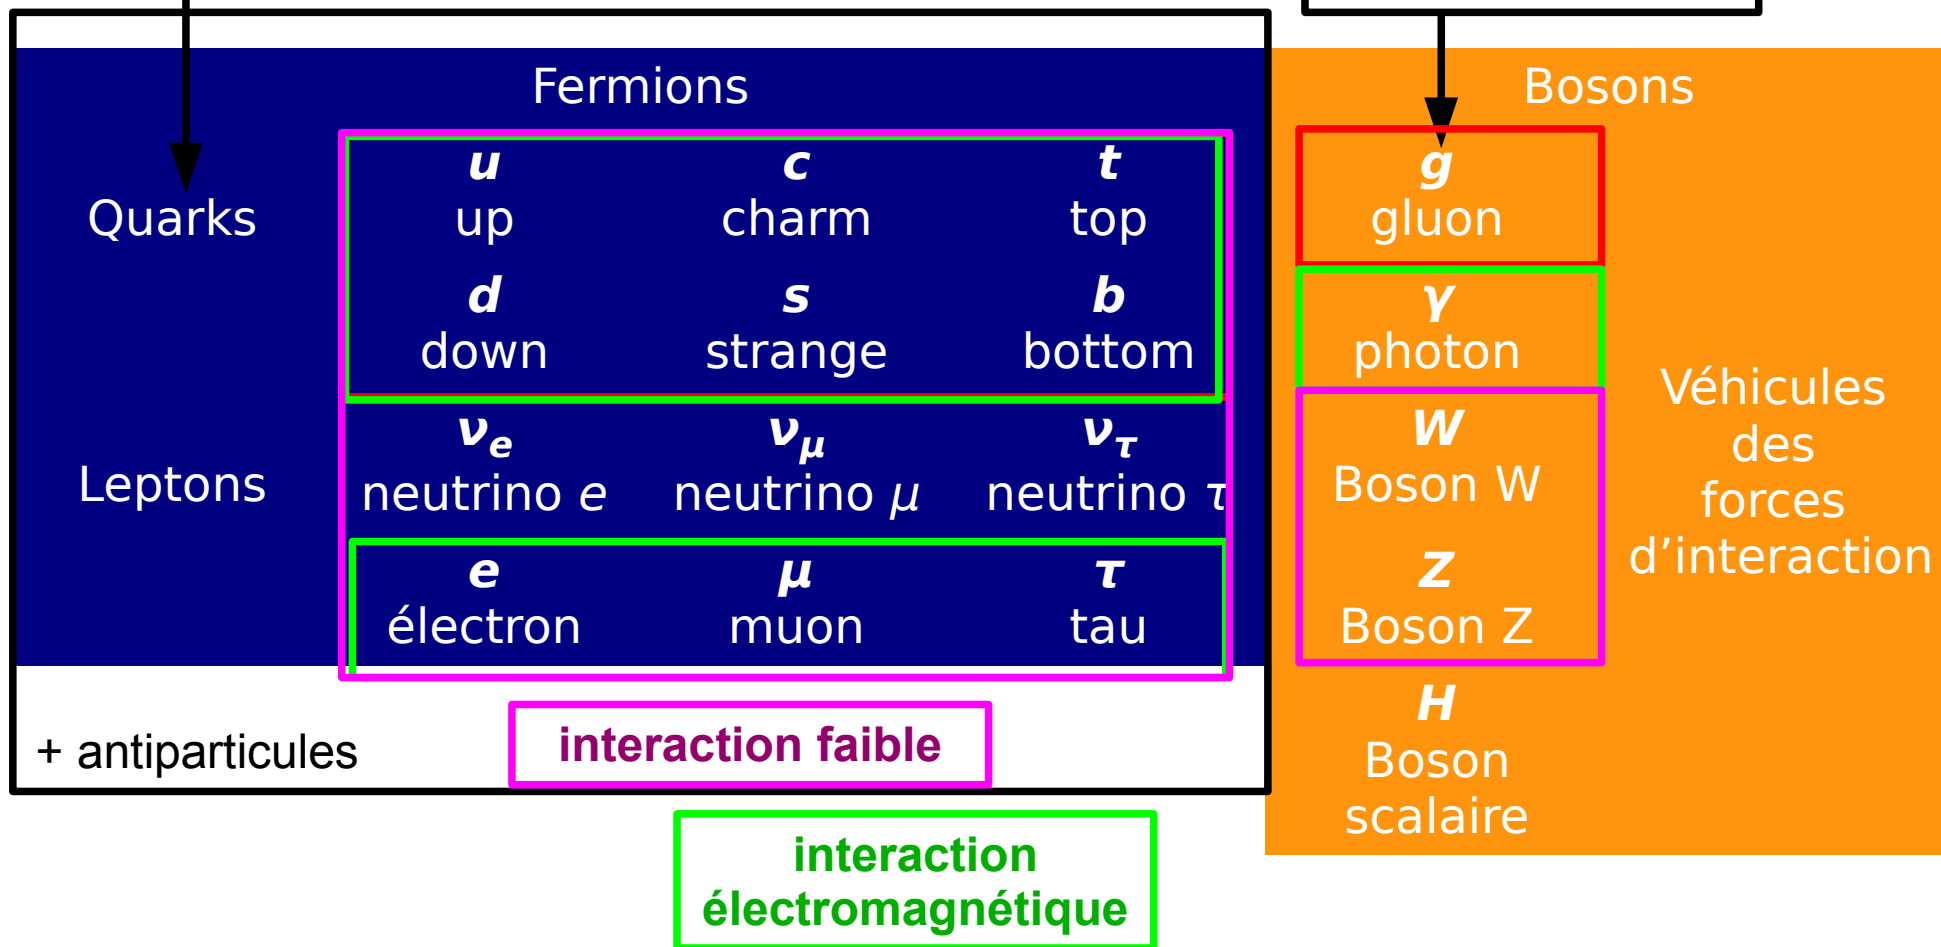 Fermions
Bosons
u c t
g
Quarks up charm top
gluon
d s b
γ
down strange bottom
photon
νe νμ ντ
W
Leptons neutrino e neutrino μ neutrino τ
Boson W
e μ τ
Z
électron muon tau
Boson Z
Véhicules
des
forces
d’interaction
H
Boson
scalaire
+ antiparticules
interaction faible
interaction
électromagnétique